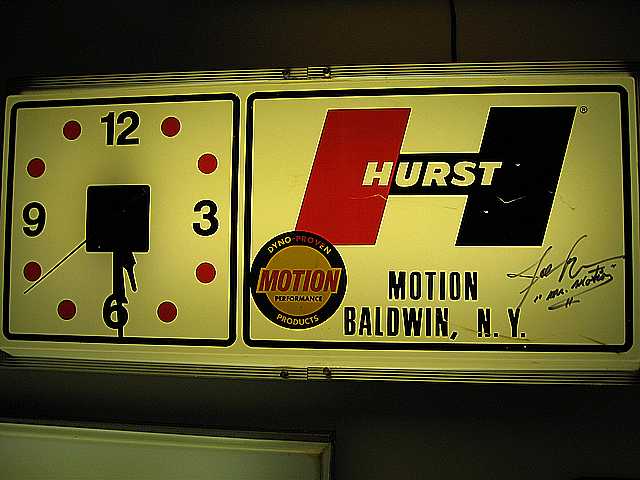 12
9
3
6
HURST
®
DYNO-PROVEN
MOTION
PERFORMANCE
PRODUCTS
MOTION
BALDWIN, N.Y.
"Mr. Motion"